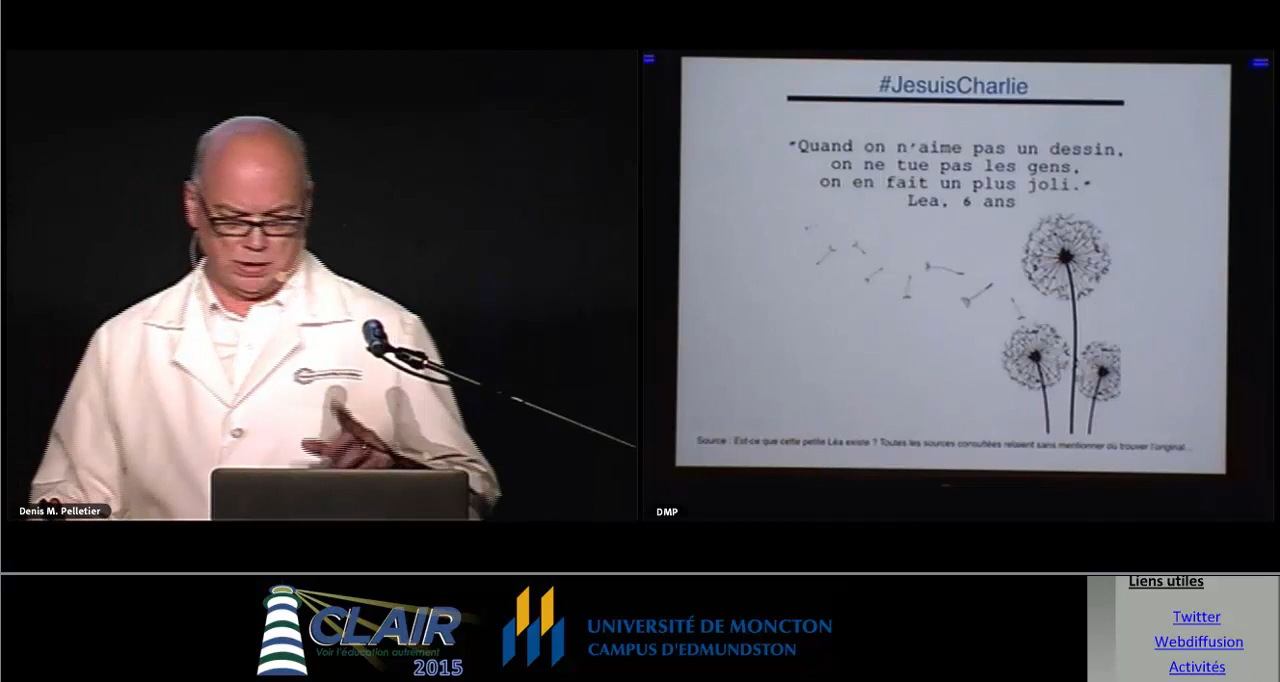 #JesuisCharlie
"Quand on n'aime pas un dessin,
on ne tue pas les gens,
on en fait un plus joli."
Lea, 6 ans
Source : Est-ce que cette petite Léa existe ? Toutes les sources consultées relaient sans mentionner où trouver l'original...
Denis M. Pelletier
DMP
CLAIR
Voir l'éducation autrement
2015
UNIVERSITÉ DE MONCTON
CAMPUS D'EDMUNDSTON
Liens utiles
Twitter
Webdiffusion
Activités